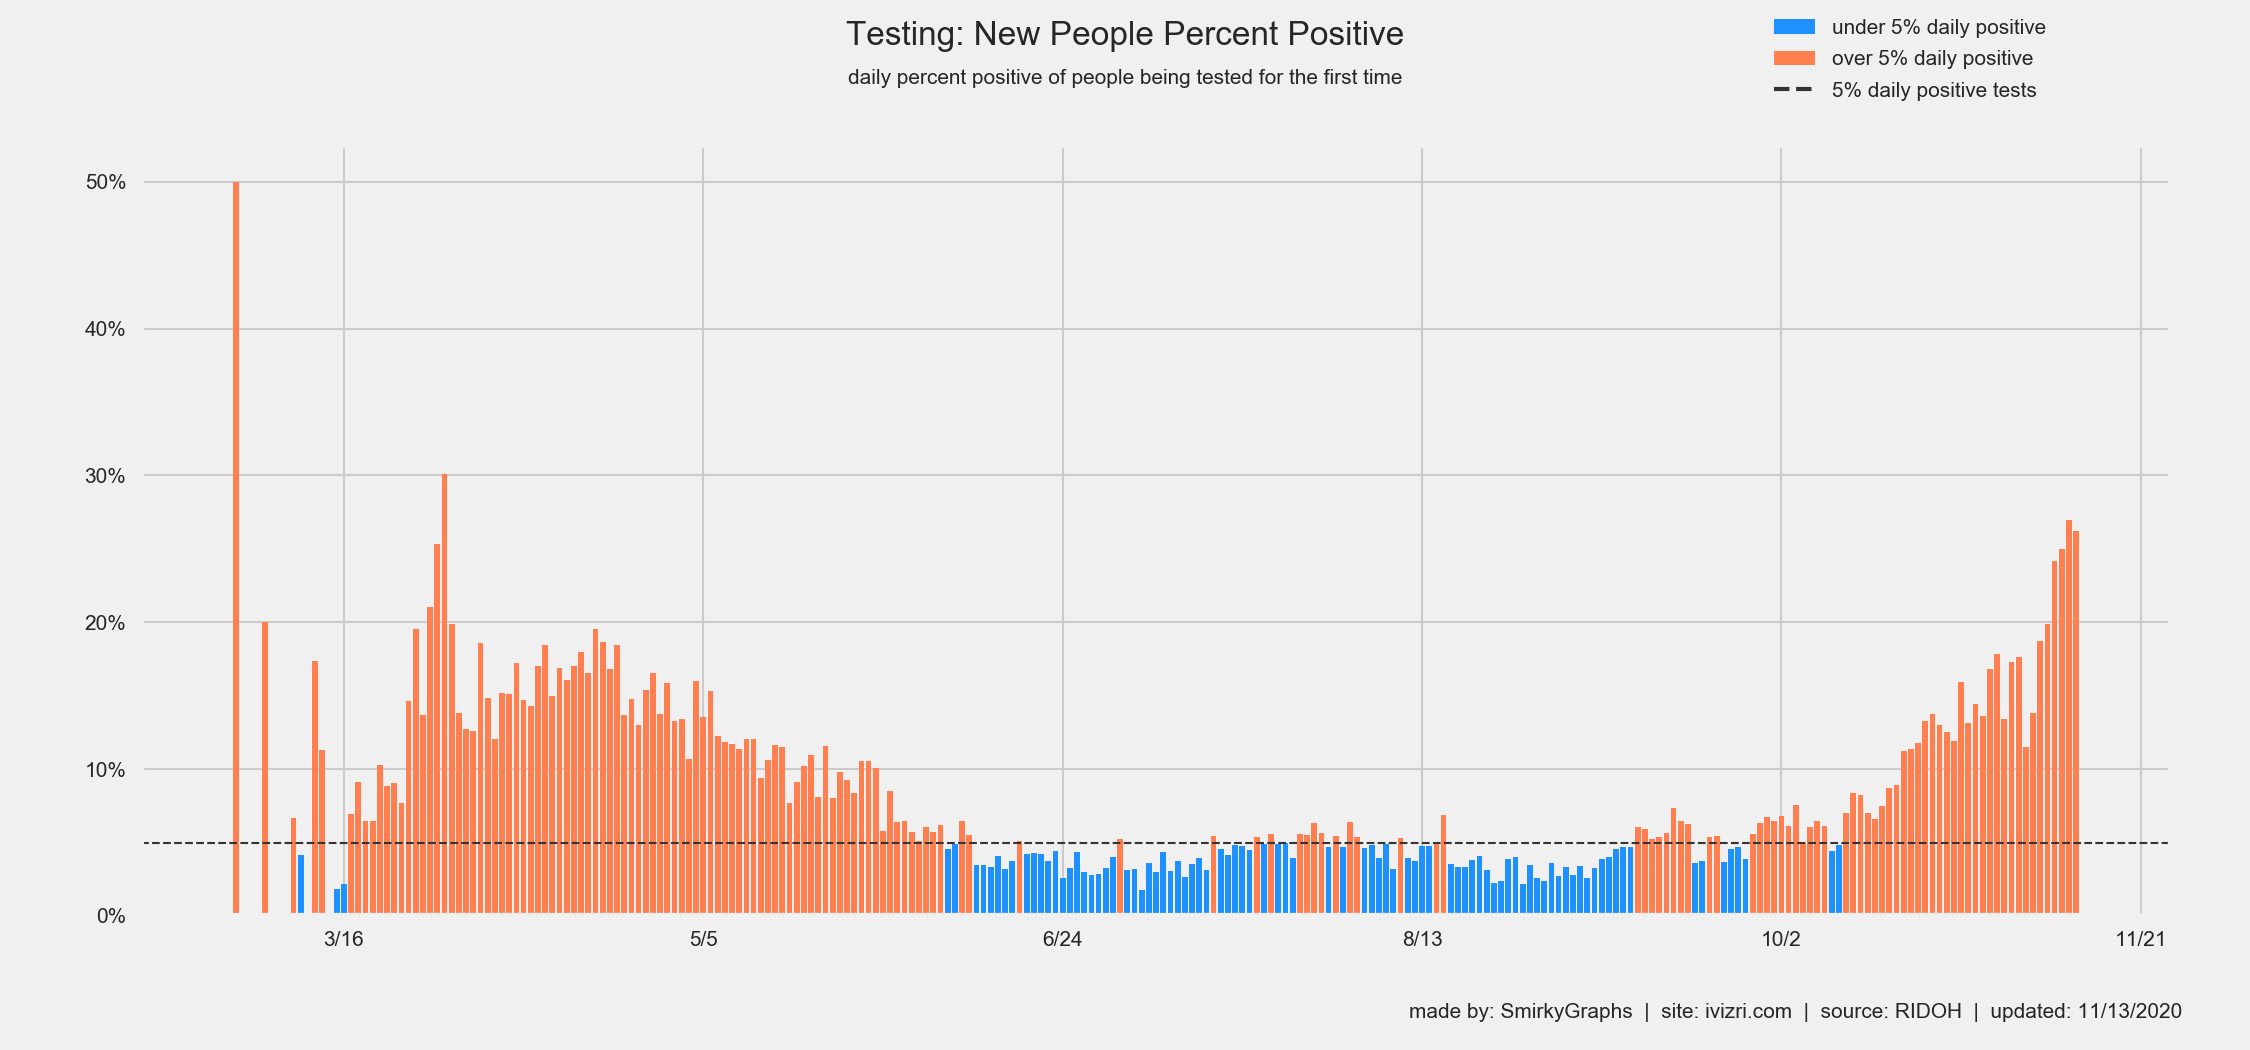 Testing: New People Percent Positive
daily percent positive of people being tested for the first time
under 5% daily positive
over 5% daily positive
5% daily positive tests
50%
40%
30%
20%
10%
0%
3/16
5/5
6/24
8/13
10/2
11/21
made by: SmirkyGraphs | site: ivizri.com | source: RIDOH | updated: 11/13/2020